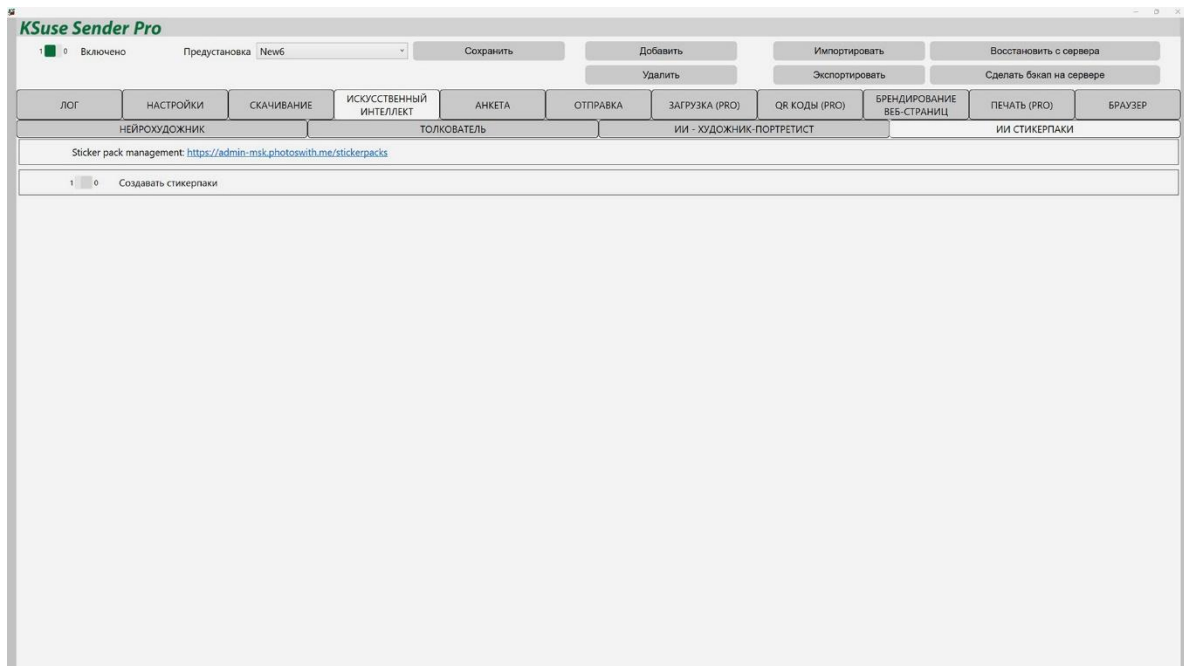 KSuse Sender Pro
1 0 Включено Предустановка New6 Сохранить Добавить Импортировать Восстановить с сервера
Удалить Экспортировать Сделать бэкап на сервере
ЛОГ НАСТРОЙКИ СКАЧИВАНИЕ ИСКУССТВЕННЫЙ ИНТЕЛЛЕКТ АНКЕТА ОТПРАВКА ЗАГРУЗКА (PRO) QR КОДЫ (PRO) БРЕНДИРОВАНИЕ ВЕБ-СТРАНИЦ ПЕЧАТЬ (PRO) БРАУЗЕР
НЕЙРОХУДОЖНИК ТОЛКОВАТЕЛЬ ИИ - ХУДОЖНИК-ПОРТРЕТИСТ ИИ СТИКЕРПАКИ
Sticker pack management: https://admin-msk.photoswith.me/stickerpacks
1 0 Создавать стикерпаки